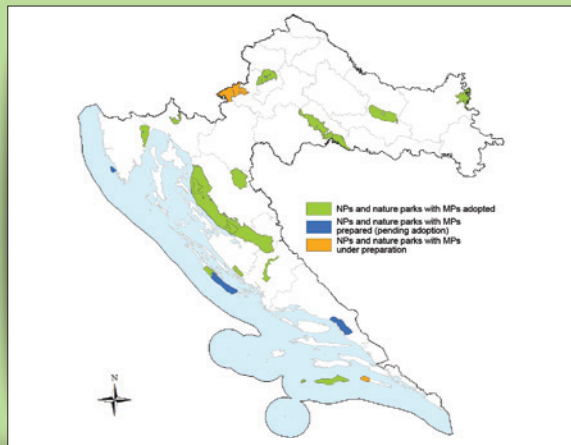 NPs and nature parks with MPs adopted
NPs and nature parks with MPs
prepared (pending adoption)
NPs and nature parks with MPs
under preparation
N